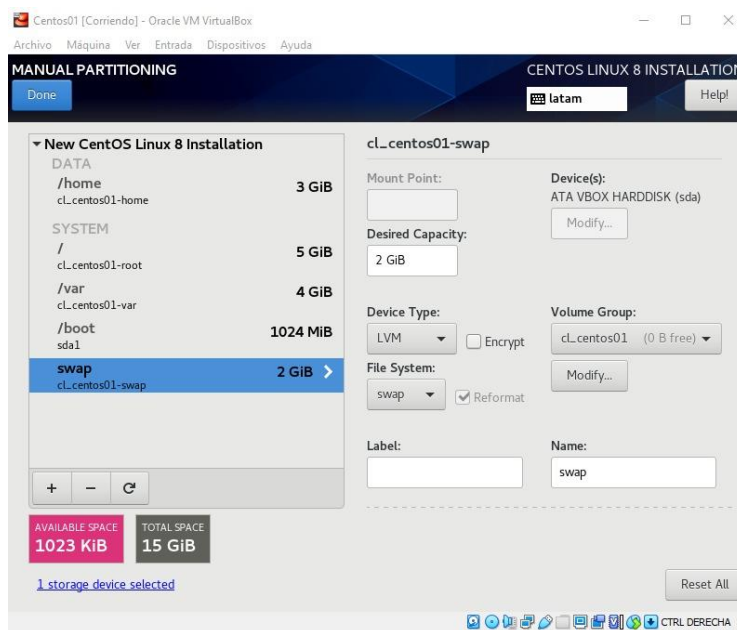 Centos01 [Corriendo] - Oracle VM VirtualBox
Archivo Máquina Ver Entrada Dispositivos Ayuda
MANUAL PARTITIONING
CENTOS LINUX 8 INSTALLATION
Done
latam
Help!
New CentOS Linux 8 Installation
DATA
/home
3 GiB
cl_centos01-home
SYSTEM
/
5 GiB
cl_centos01-root
/var
4 GiB
cl_centos01-var
/boot
1024 MiB
sda1
swap
2 GiB
cl_centos01-swap
+ −
AVAILABLE SPACE
1023 KiB
TOTAL SPACE
15 GiB
1 storage device selected
cl_centos01-swap
Mount Point:
Desired Capacity:
2 GiB
Device(s):
ATA VBOX HARDDISK (sda)
Modify...
Device Type:
LVM
Encrypt
Volume Group:
cl_centos01 (0 B free)
File System:
swap
Reformat
Modify...
Label:
Name:
swap
Reset All
CTRL DERECHA